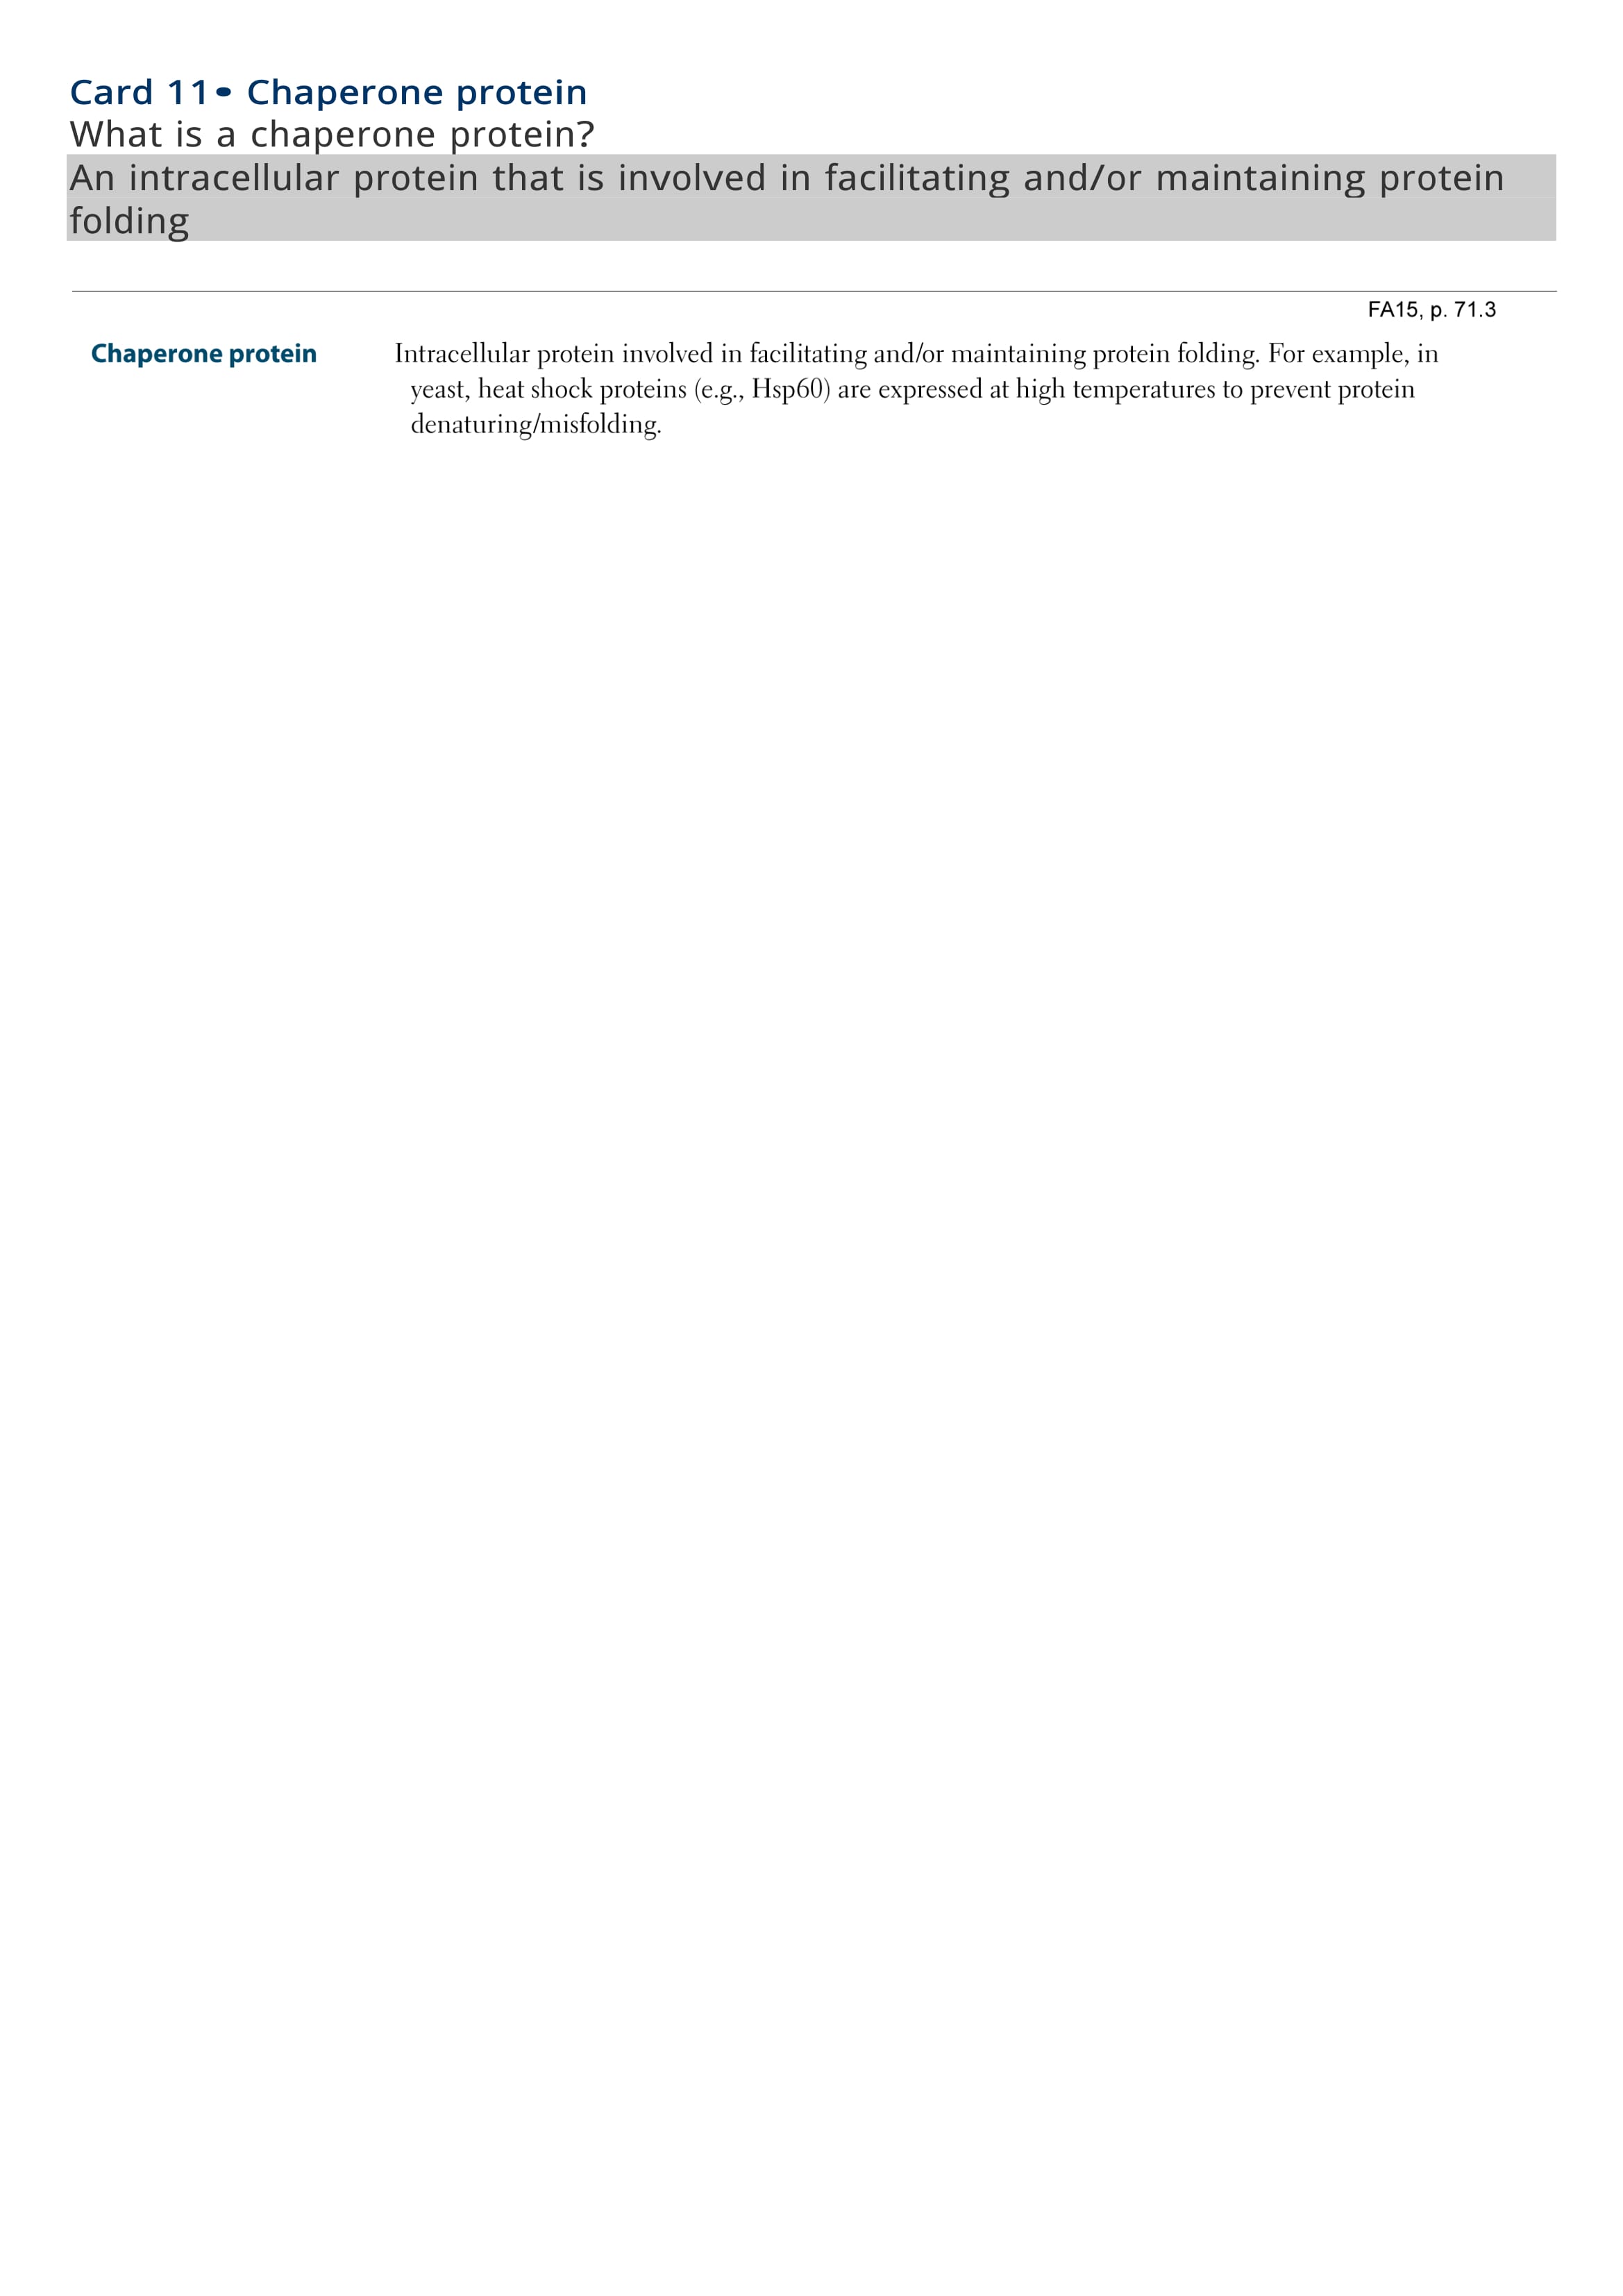 Card 11• Chaperone protein
What is a chaperone protein?
An intracellular protein that is involved in facilitating and/or maintaining protein
folding
FA15, p. 71.3
Chaperone protein Intracellular protein involved in facilitating and/or maintaining protein folding. For example, in
yeast, heat shock proteins (e.g., Hsp60) are expressed at high temperatures to prevent protein
denaturing/misfolding.